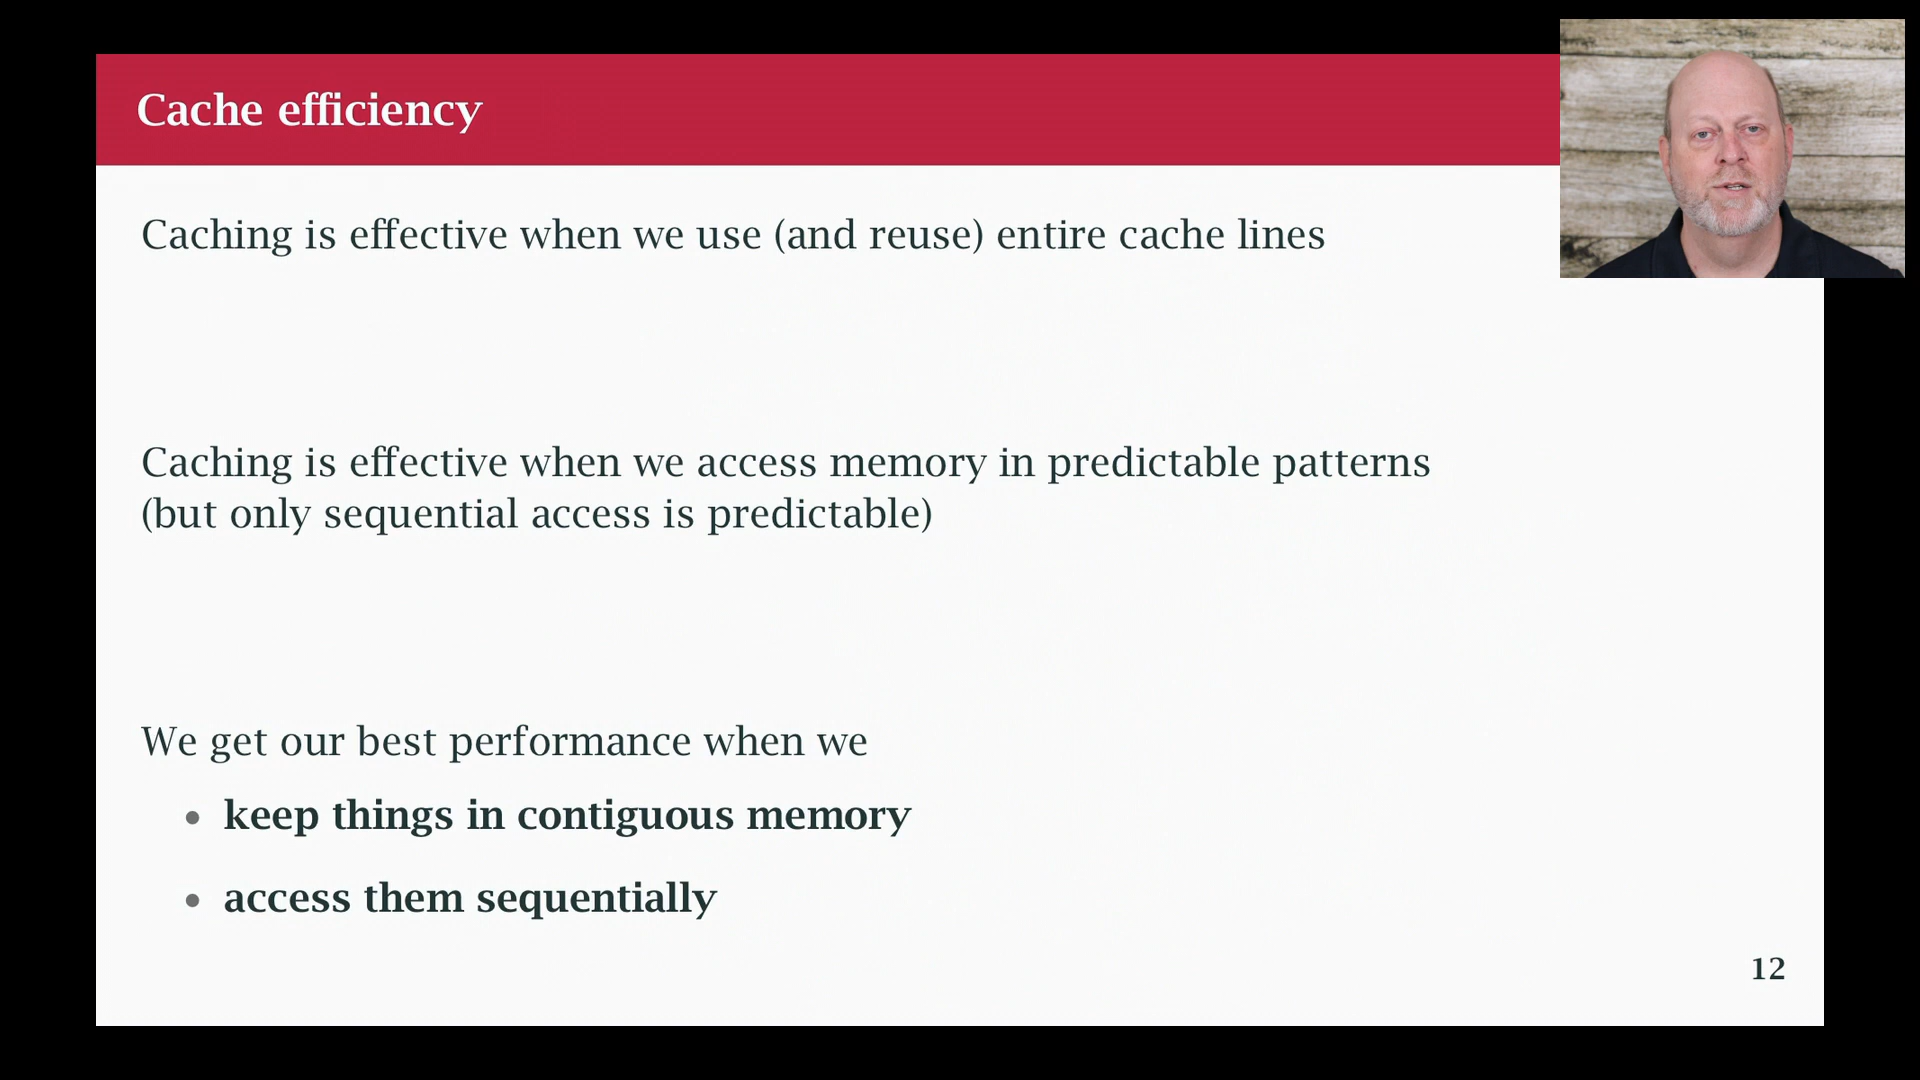 Cache efficiency
Caching is effective when we use (and reuse) entire cache lines
Caching is effective when we access memory in predictable patterns
(but only sequential access is predictable)
We get our best performance when we
• keep things in contiguous memory
• access them sequentially
12